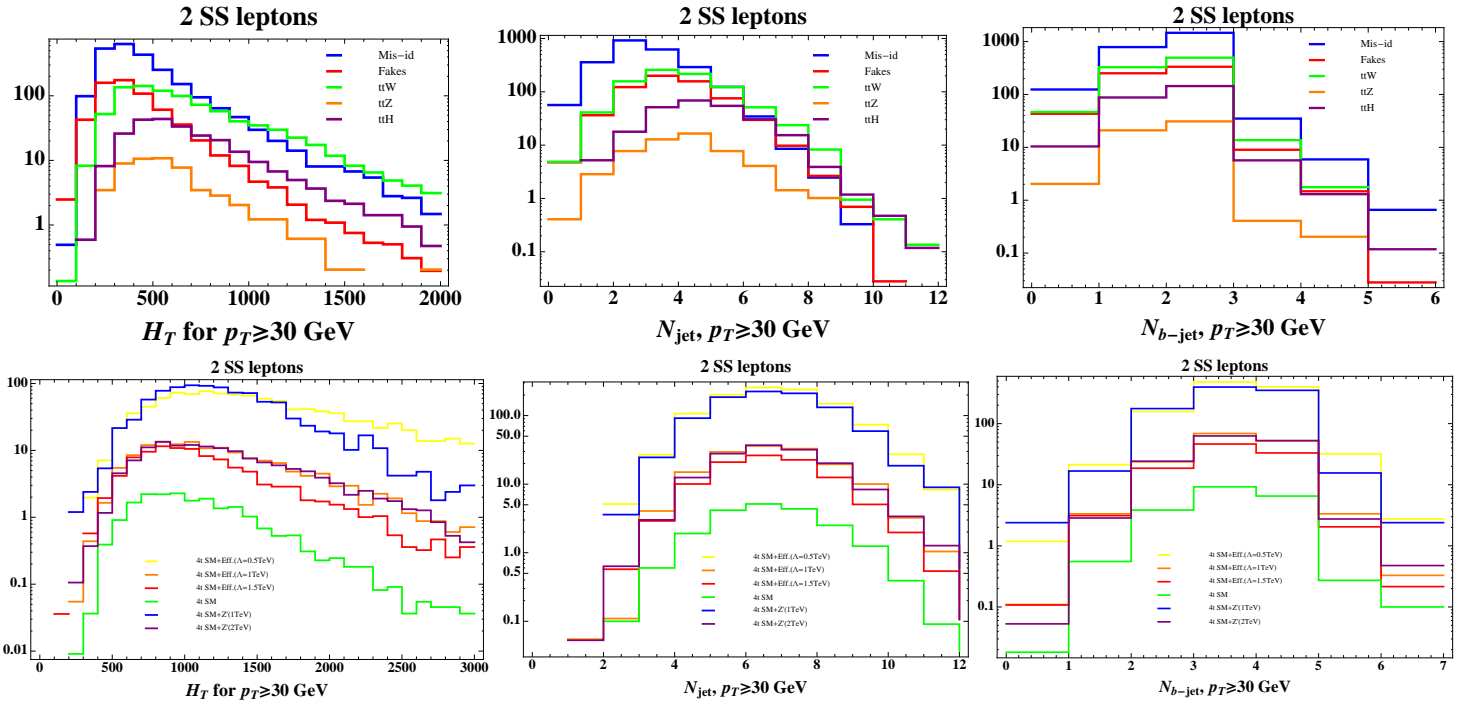 2 SS leptons
Mis-id
Fakes
ttW
ttZ
ttH
100
10
1
0
500
1000
1500
2000
H_T for p_T⩾30 GeV
2 SS leptons
Mis-id
Fakes
ttW
ttZ
ttH
1000
100
10
1
0.1
0
2
4
6
8
10
12
N_jet, p_T⩾30 GeV
2 SS leptons
Mis-id
Fakes
ttW
ttZ
ttH
1000
100
10
1
0.1
0
1
2
3
4
5
6
N_b-jet, p_T⩾30 GeV
2 SS leptons
100
10
1
0.1
0.01
4t SM+Eff.(Λ=0.5TeV)
4t SM+Eff.(Λ=1TeV)
4t SM+Eff.(Λ=1.5TeV)
4t SM
4t SM+Z'(1TeV)
4t SM+Z'(2TeV)
0
500
1000
1500
2000
2500
3000
H_T for p_T⩾30 GeV
2 SS leptons
100.0
50.0
10.0
5.0
1.0
0.5
0.1
4t SM+Eff.(Λ=0.5TeV)
4t SM+Eff.(Λ=1TeV)
4t SM+Eff.(Λ=1.5TeV)
4t SM
4t SM+Z'(1TeV)
4t SM+Z'(2TeV)
0
2
4
6
8
10
12
N_jet, p_T⩾30 GeV
2 SS leptons
100
10
1
0.1
4t SM+Eff.(Λ=0.5TeV)
4t SM+Eff.(Λ=1TeV)
4t SM+Eff.(Λ=1.5TeV)
4t SM
4t SM+Z'(1TeV)
4t SM+Z'(2TeV)
0
1
2
3
4
5
6
7
N_b-jet, p_T⩾30 GeV